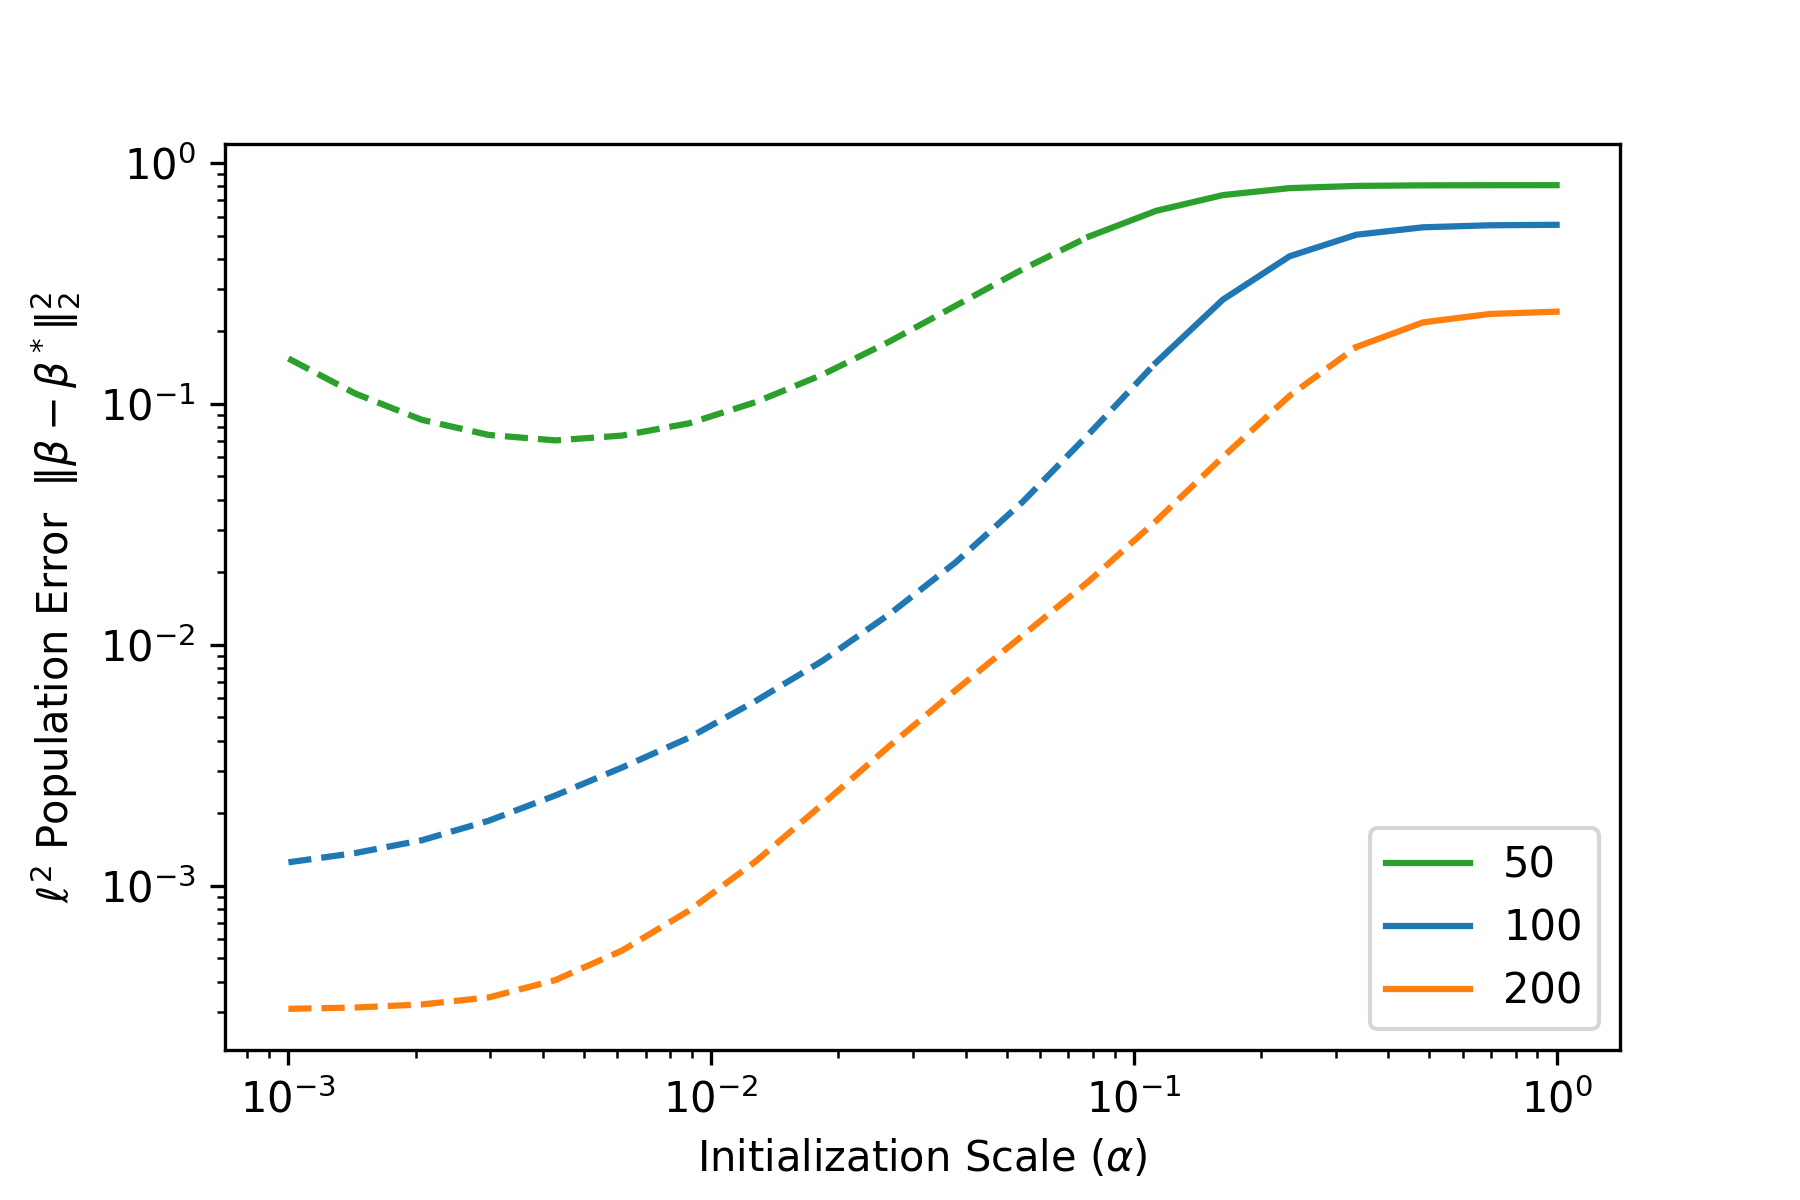 10⁰
10⁻¹
10⁻²
10⁻³
ℓ² Population Error ‖β − β*‖₂²
10⁻³ 10⁻² 10⁻¹ 10⁰
Initialization Scale (α)
50
100
200